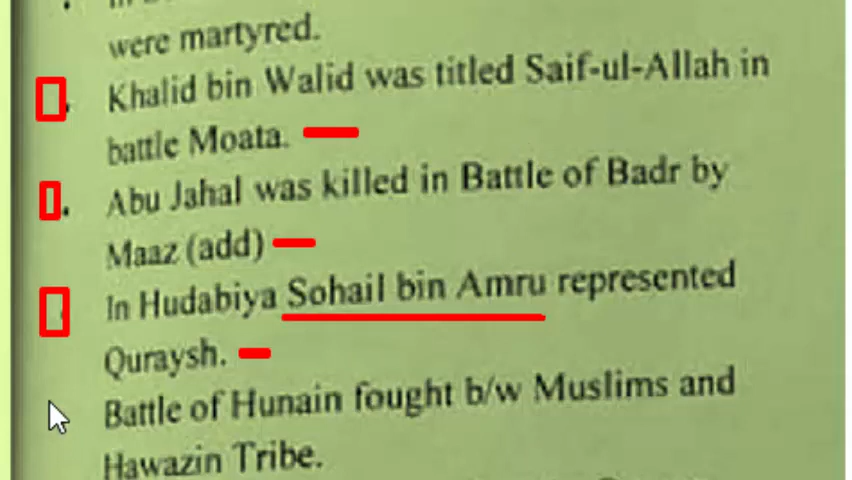 were martyred.
Khalid bin Walid was titled Saif-ul-Allah in
battle Moata.
Abu Jahal was killed in Battle of Badr by
Maaz (add)
In Hudabiya Sohail bin Amru represented
Quraysh.
Battle of Hunain fought b/w Muslims and
Hawazin Tribe.